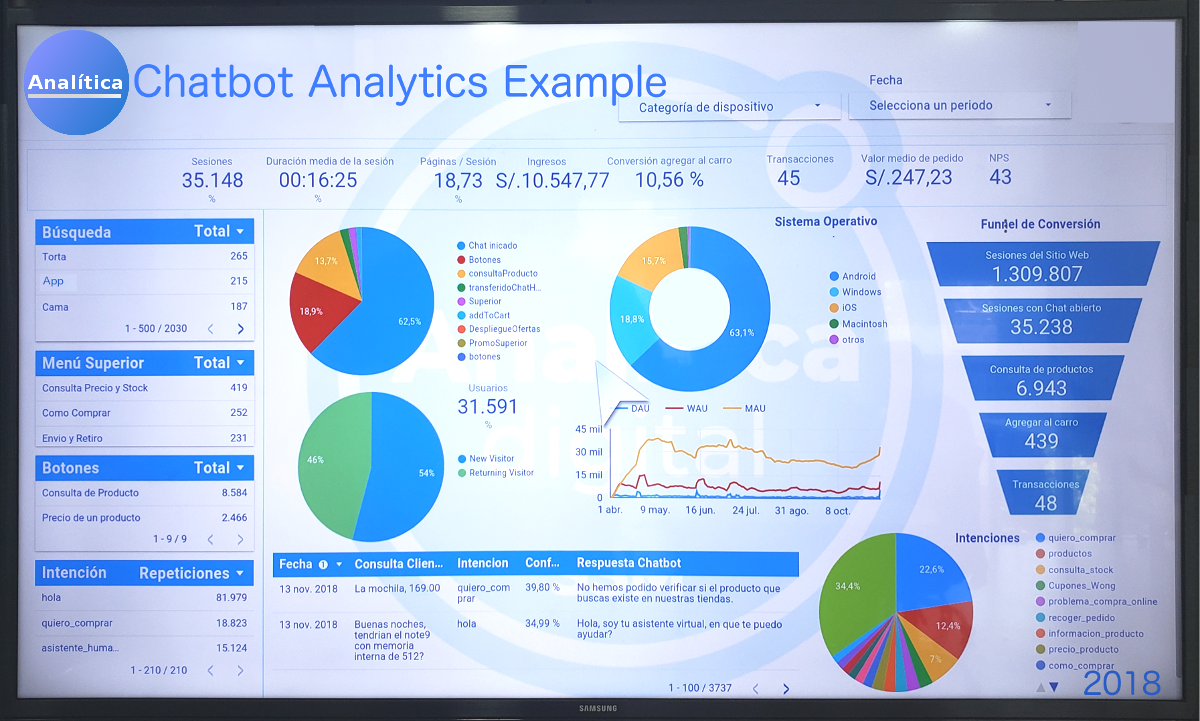 Analítica
Chatbot Analytics Example
Fecha
Categoría de dispositivo
Selecciona un periodo
Sesiones
35.148
%
Duración media de la sesión
00:16:25
%
Páginas / Sesión
18,73
%
Ingresos
S/.10.547,77
Conversión agregar al carro
10,56 %
Transacciones
45
Valor medio de pedido
S/.247,23
NPS
43
Búsqueda Total
Torta 265
App 215
Cama 187
1 - 500 / 2030
Menú Superior Total
Consulta Precio y Stock 419
Como Comprar 252
Envio y Retiro 231
Botones Total
Consulta de Producto 8.584
Precio de un producto 2.466
1 - 9 / 9
Intención Repeticiones
hola 81.979
quiero_comprar 18.823
asistente_huma... 15.124
1 - 210 / 210
13,7%
18,9%
62,5%
Chat inicado
Botones
consultaProducto
transferidoChatH...
Superior
addToCart
DespliegueOfertas
PromoSuperior
botones
Usuarios
31.591
%
46%
54%
New Visitor
Returning Visitor
Sistema Operativo
15,7%
18,8%
63,1%
Android
Windows
iOS
Macintosh
otros
Analítica
digital
DAU WAU MAU
45 mil
30 mil
15 mil
0
1 abr. 9 may. 16 jun. 24 jul. 31 ago. 8 oct.
Funnel de Conversión
Sesiones del Sitio Web
1.309.807
Sesiones con Chat abierto
35.238
Consulta de productos
6.943
Agregar al carro
439
Transacciones
48
Fecha Consulta Clien... Intencion Conf... Respuesta Chatbot
13 nov. 2018 La mochila, 169.00 quiero_com 39,80 % No hemos podido verificar si el producto que
prar buscas existe en nuestras tiendas.
13 nov. 2018 Buenas noches, hola 34,99 % Hola, soy tu asistente virtual, en que te puedo
tendrian el note9 ayudar?
con memoria
interna de 512?
1 - 100 / 3737
Intenciones
34,4%
22,6%
12,4%
7%
quiero_comprar
productos
consulta_stock
Cupones_Wong
problema_compra_online
recoger_pedido
informacion_producto
precio_producto
como_comprar
2018
SAMSUNG